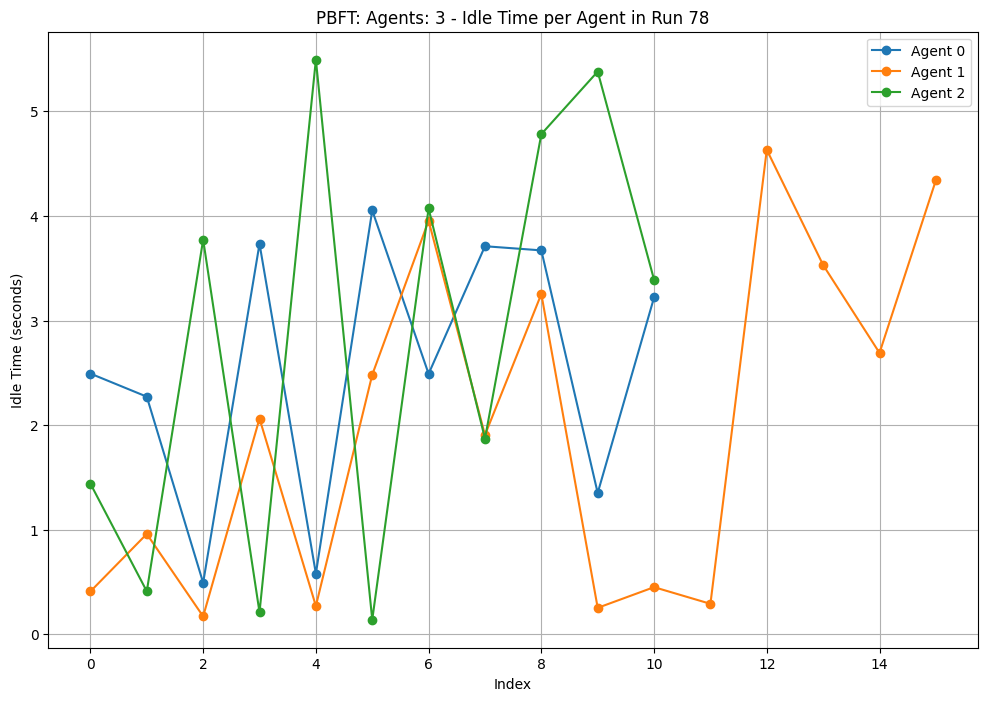 PBFT: Agents: 3 - Idle Time per Agent in Run 78
Agent 0
Agent 1
Agent 2
Idle Time (seconds)
5
4
3
2
1
0
0 2 4 6 8 10 12 14
Index